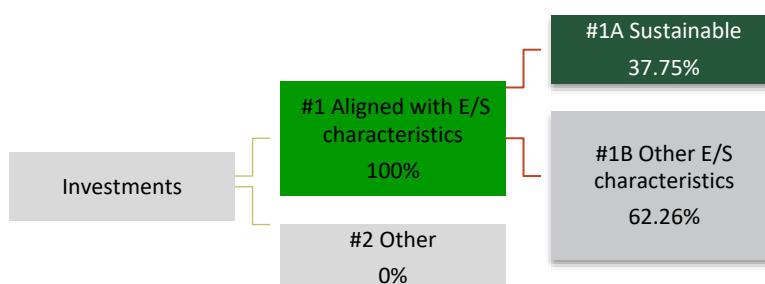 Investments
#1 Aligned with E/S
characteristics
100%
#2 Other
0%
#1A Sustainable
37.75%
#1B Other E/S
characteristics
62.26%